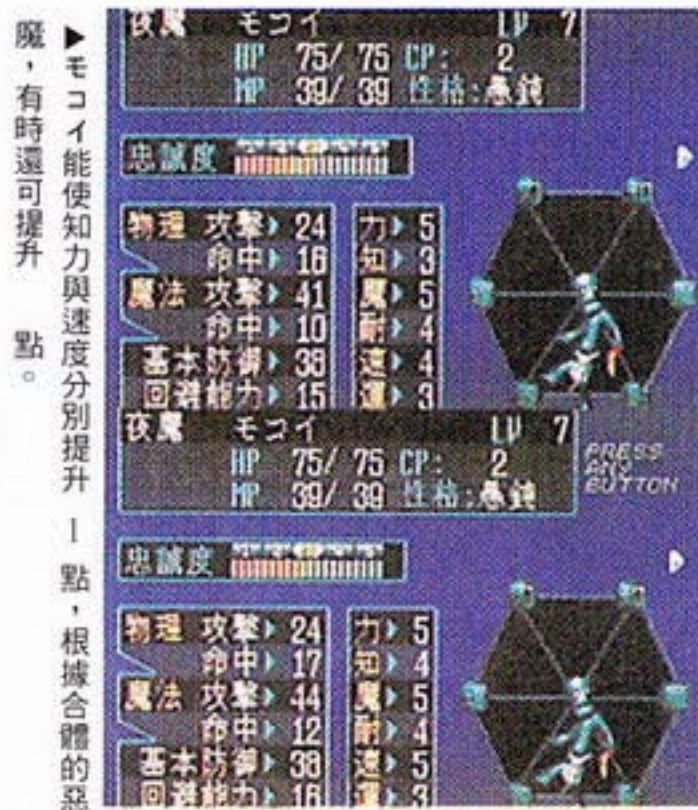 ▶モコイ能使知力與速度分別提升 1 點，根據合體的惡
魔，有時還可提升 點。
夜魔 モコイ LV 7
HP 75/ 75 CP: 2
MP 39/ 39 性格:愚鈍
忠誠度
物理 攻撃 24 力 5
命中 16 知 3
魔法 攻撃 41 魔 5
命中 10 耐 4
基本防御 38 速 4
回避能力 15 運 3
力 知
夜魔 モコイ LV 7
HP 75/ 75 CP: 2
MP 39/ 39 性格:愚鈍
PRESS
ANY
BUTTON
忠誠度
物理 攻撃 24 力 5
命中 17 知 4
魔法 攻撃 44 魔 5
命中 12 耐 4
基本防御 38 速 5
回避能力 16 運 3